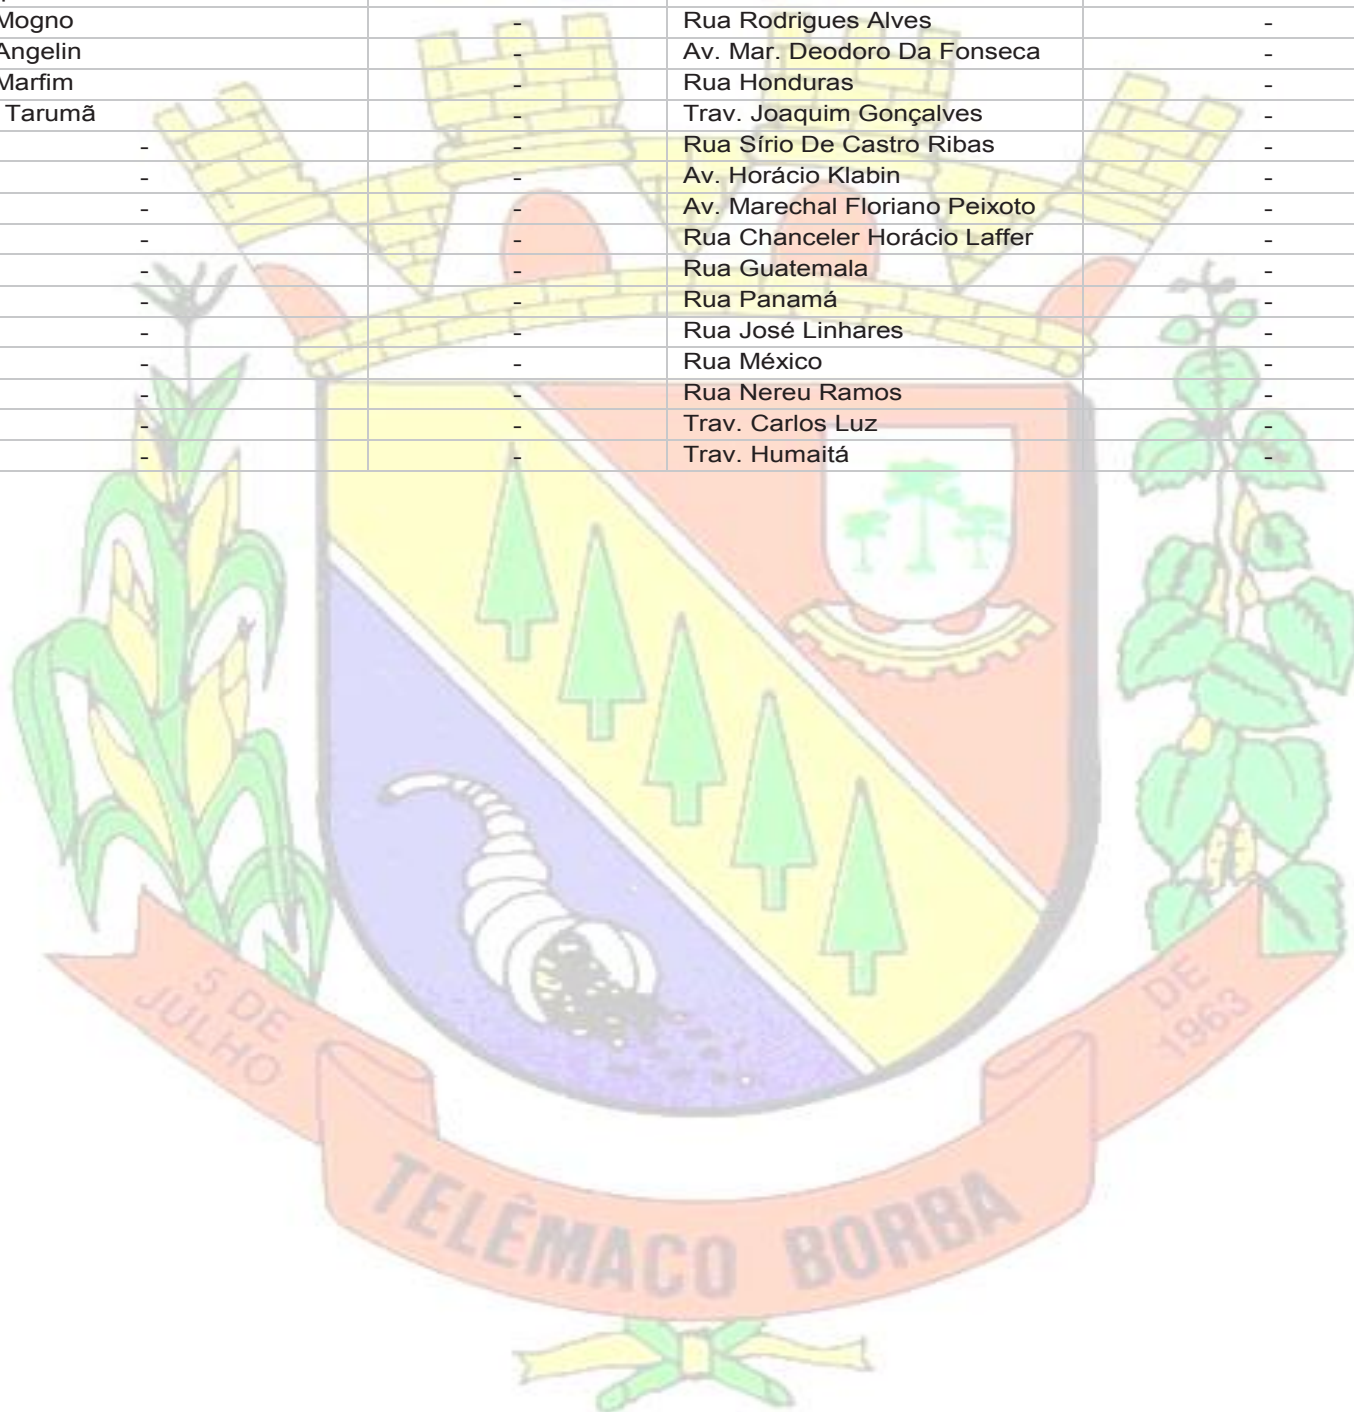 Mogno - Rua Rodrigues Alves -
Angelin - Av. Mar. Deodoro Da Fonseca -
Marfim - Rua Honduras -
Tarumã - Trav. Joaquim Gonçalves -
- - Rua Sírio De Castro Ribas -
- - Av. Horácio Klabin -
- - Av. Marechal Floriano Peixoto -
- - Rua Chanceler Horácio Laffer -
- - Rua Guatemala -
- - Rua Panamá -
- - Rua José Linhares -
- - Rua México -
- - Rua Nereu Ramos -
- - Trav. Carlos Luz -
- - Trav. Humaitá -
5 DE
JULHO
DE
1963
TELÊMACO BORBA